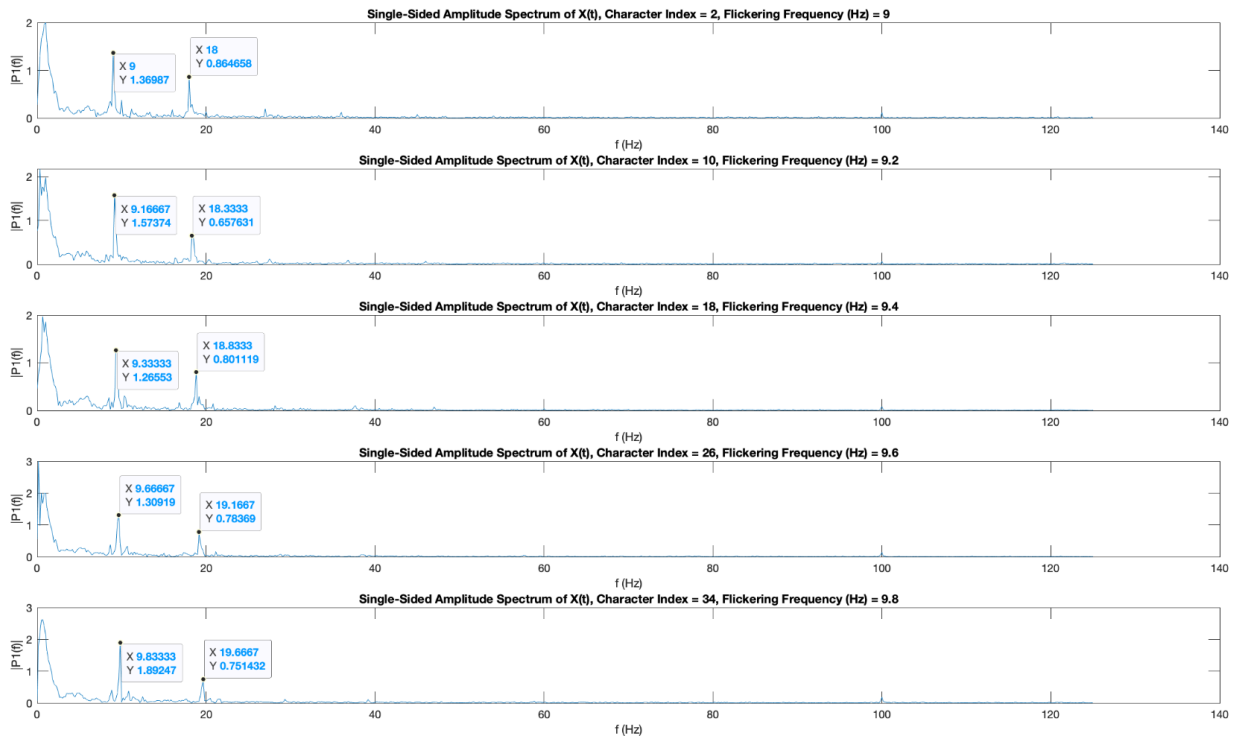 Single-Sided Amplitude Spectrum of X(t), Character Index = 2, Flickering Frequency (Hz) = 9
|P1(f)|
2
1
0
X 9
Y 1.36987
X 18
Y 0.864658
0 20 40 60 80 100 120 140
f (Hz)
Single-Sided Amplitude Spectrum of X(t), Character Index = 10, Flickering Frequency (Hz) = 9.2
|P1(f)|
2
1
0
X 9.16667
Y 1.57374
X 18.3333
Y 0.657631
0 20 40 60 80 100 120 140
f (Hz)
Single-Sided Amplitude Spectrum of X(t), Character Index = 18, Flickering Frequency (Hz) = 9.4
|P1(f)|
2
1
0
X 9.33333
Y 1.26553
X 18.8333
Y 0.801119
0 20 40 60 80 100 120 140
f (Hz)
Single-Sided Amplitude Spectrum of X(t), Character Index = 26, Flickering Frequency (Hz) = 9.6
|P1(f)|
3
2
1
0
X 9.66667
Y 1.30919
X 19.1667
Y 0.78369
0 20 40 60 80 100 120 140
f (Hz)
Single-Sided Amplitude Spectrum of X(t), Character Index = 34, Flickering Frequency (Hz) = 9.8
|P1(f)|
3
2
1
0
X 9.83333
Y 1.89247
X 19.6667
Y 0.751432
0 20 40 60 80 100 120 140
f (Hz)